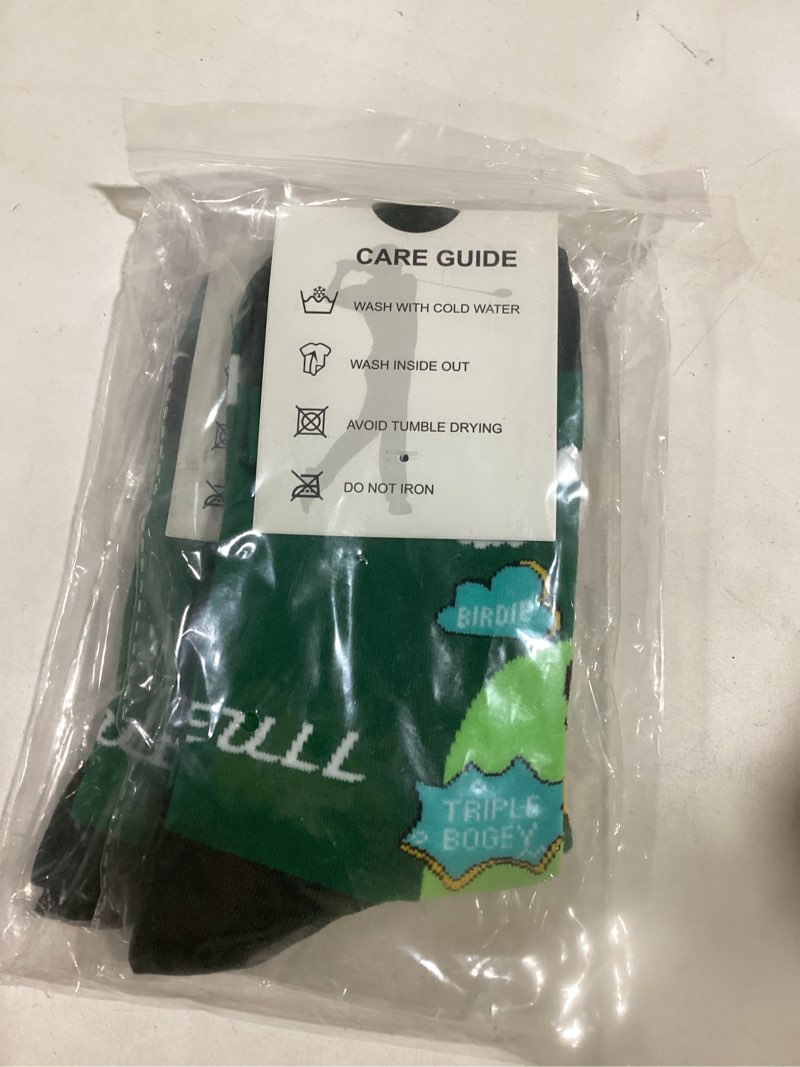 CARE GUIDE
WASH WITH COLD WATER
WASH INSIDE OUT
AVOID TUMBLE DRYING
DO NOT IRON
BIRDIE
TRIPLE
BOGEY